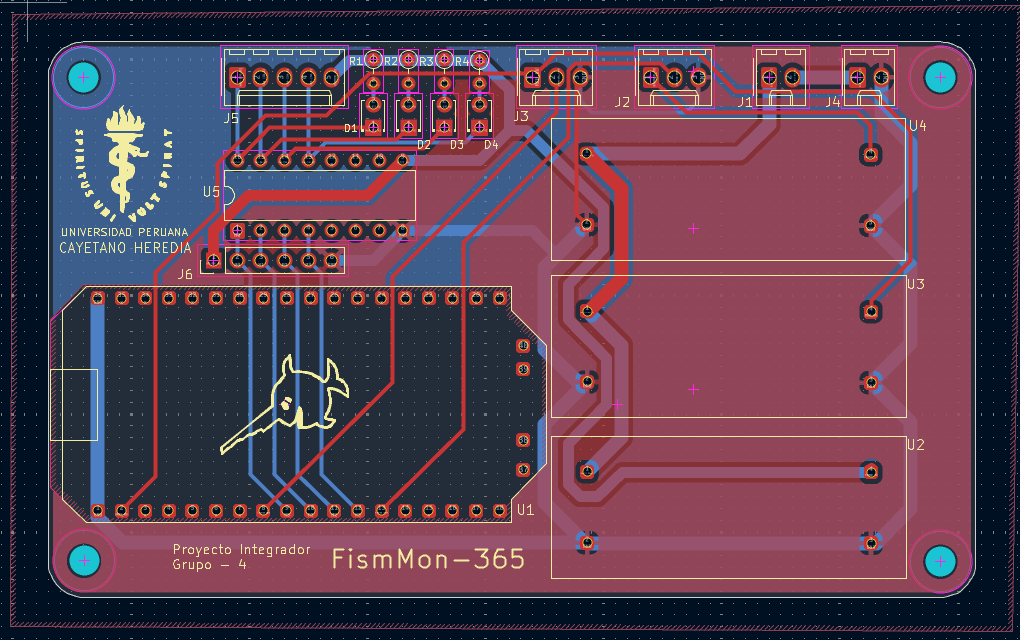 R1 R2 R3 R4
J5
J3
J2
J1
J4
D1
D2
D3
D4
U4
SPIRITUS UBI VULT SPIRAT
U5
UNIVERSIDAD PERUANA
CAYETANO HEREDIA
J6
U3
U2
U1
Proyecto Integrador
Grupo - 4
FismMon-365